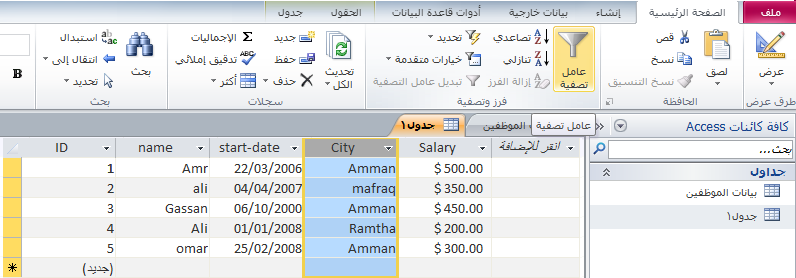 ملف الصفحة الرئيسية إنشاء بيانات خارجية أدوات قاعدة البيانات الحقول جدول
عرض
طرق عرض
لصق
قص
نسخ
نسخ التنسيق
الحافظة
عامل تصفية
تصاعدي
تنازلي
إزالة الفرز
تحديد
خيارات متقدمة
تبديل عامل التصفية
فرز وتصفية
تحديث الكل
جديد
حفظ
حذف
الإجماليات
تدقيق إملائي
أكثر
سجلات
بحث
استبدال
الانتقال إلى
تحديد
بحث
B
كافة كائنات Access
بحث...
جداول
بيانات الموظفين
جدول١
عامل تصفية
الموظفين
جدول١
ID name start-date City Salary انقر للإضافة
1 Amr 22/03/2006 Amman $ 500.00
2 ali 04/04/2007 mafraq $ 350.00
3 Gassan 06/10/2000 Amman $ 450.00
4 Ali 01/01/2008 Ramtha $ 200.00
5 omar 25/02/2008 Amman $ 300.00
(جديد)